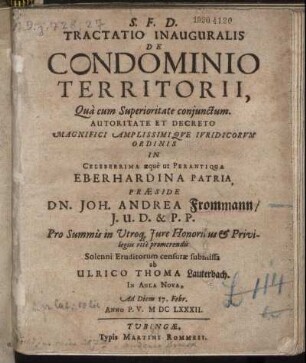 S. F. D.
TRACTATIO INAUGURALIS
DE
CONDOMINIO
TERRITORII,
Quà cum Superioritate conjunctum.
AUTORITATE ET DECRETO
MAGNIFICI AMPLISSIMIQVE IVRIDICORVM
ORDINIS
IN
CELEBERRIMA æquè ut PERANTIQUA
EBERHARDINA PATRIA
PRÆSIDE
DN. JOH. ANDREA Frommann/
J. U. D. & P. P.
Pro Summis in Utroq; Jure Honoribus & Privi-
legiis ritè promerendis
Solenni Eruditorum censuræ submissa
ab
ULRICO THOMA Lauterbach.
IN AULA NOVA,
Ad Diem 17. Febr.
ANNO P. V. M DC LXXXII.
TUBINGÆ,
Typis MARTINI ROMMEII.